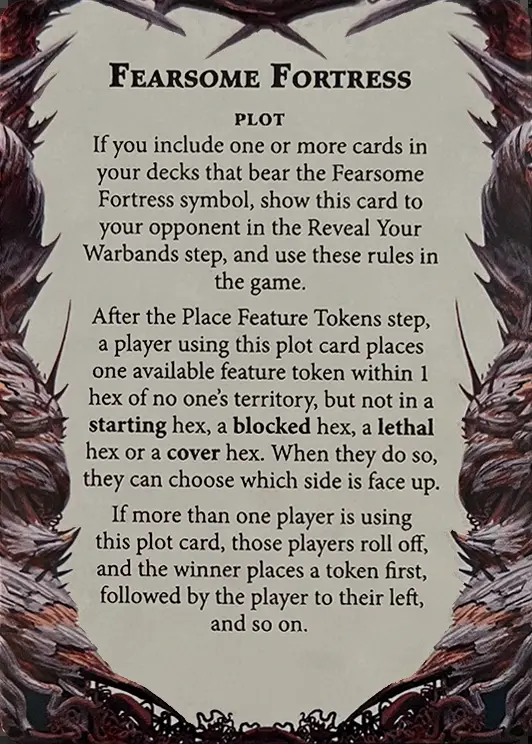 FEARSOME FORTRESS
PLOT
If you include one or more cards in
your decks that bear the Fearsome
Fortress symbol, show this card to
your opponent in the Reveal Your
Warbands step, and use these rules in
the game.
After the Place Feature Tokens step,
a player using this plot card places
one available feature token within 1
hex of no one's territory, but not in a
starting hex, a blocked hex, a lethal
hex or a cover hex. When they do so,
they can choose which side is face up.
If more than one player is using
this plot card, those players roll off,
and the winner places a token first,
followed by the player to their left,
and so on.